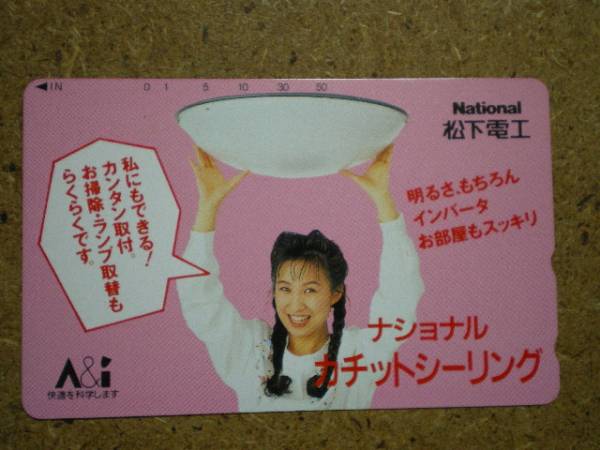 ◀IN 0 1 5 10 30 50
National
松下電工
私にもできる!
カンタン取付。
お掃除・ランプ取替も
らくらくです。
明るさ、もちろん
インバータ
お部屋もスッキリ
ナショナル
カチットシーリング
A&i
快適を科学します